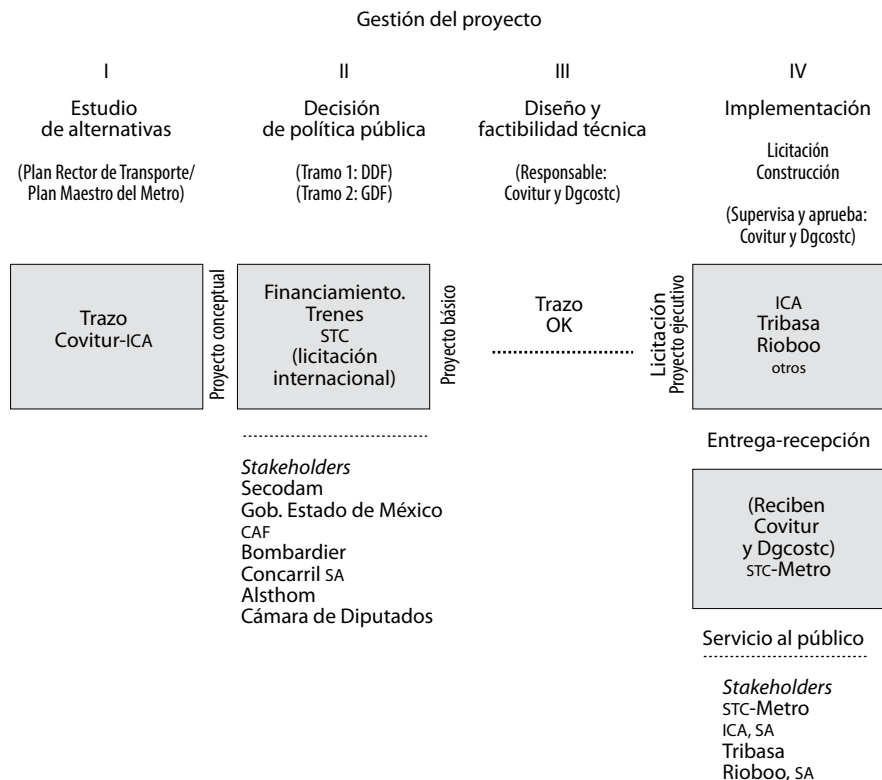 Gestión del proyecto
I
Estudio
de alternativas
(Plan Rector de Transporte/
Plan Maestro del Metro)
Trazo
Covitur-ICA
Proyecto conceptual
II
Decisión
de política pública
(Tramo 1: DDF)
(Tramo 2: GDF)
Financiamiento.
Trenes
STC
(licitación
internacional)
Stakeholders
Secodam
Gob. Estado de México
CAF
Bombardier
Concarril SA
Alsthom
Cámara de Diputados
Proyecto básico
III
Diseño y
factibilidad técnica
(Responsable:
Covitur y Dgcostc)
Trazo
OK
Licitación
Proyecto ejecutivo
IV
Implementación
Licitación
Construcción
(Supervisa y aprueba:
Covitur y Dgcostc)
ICA
Tribasa
Rioboo
otros
Entrega-recepción
(Reciben
Covitur
y Dgcostc)
STC-Metro
Servicio al público
Stakeholders
STC-Metro
ICA, SA
Tribasa
Rioboo, SA